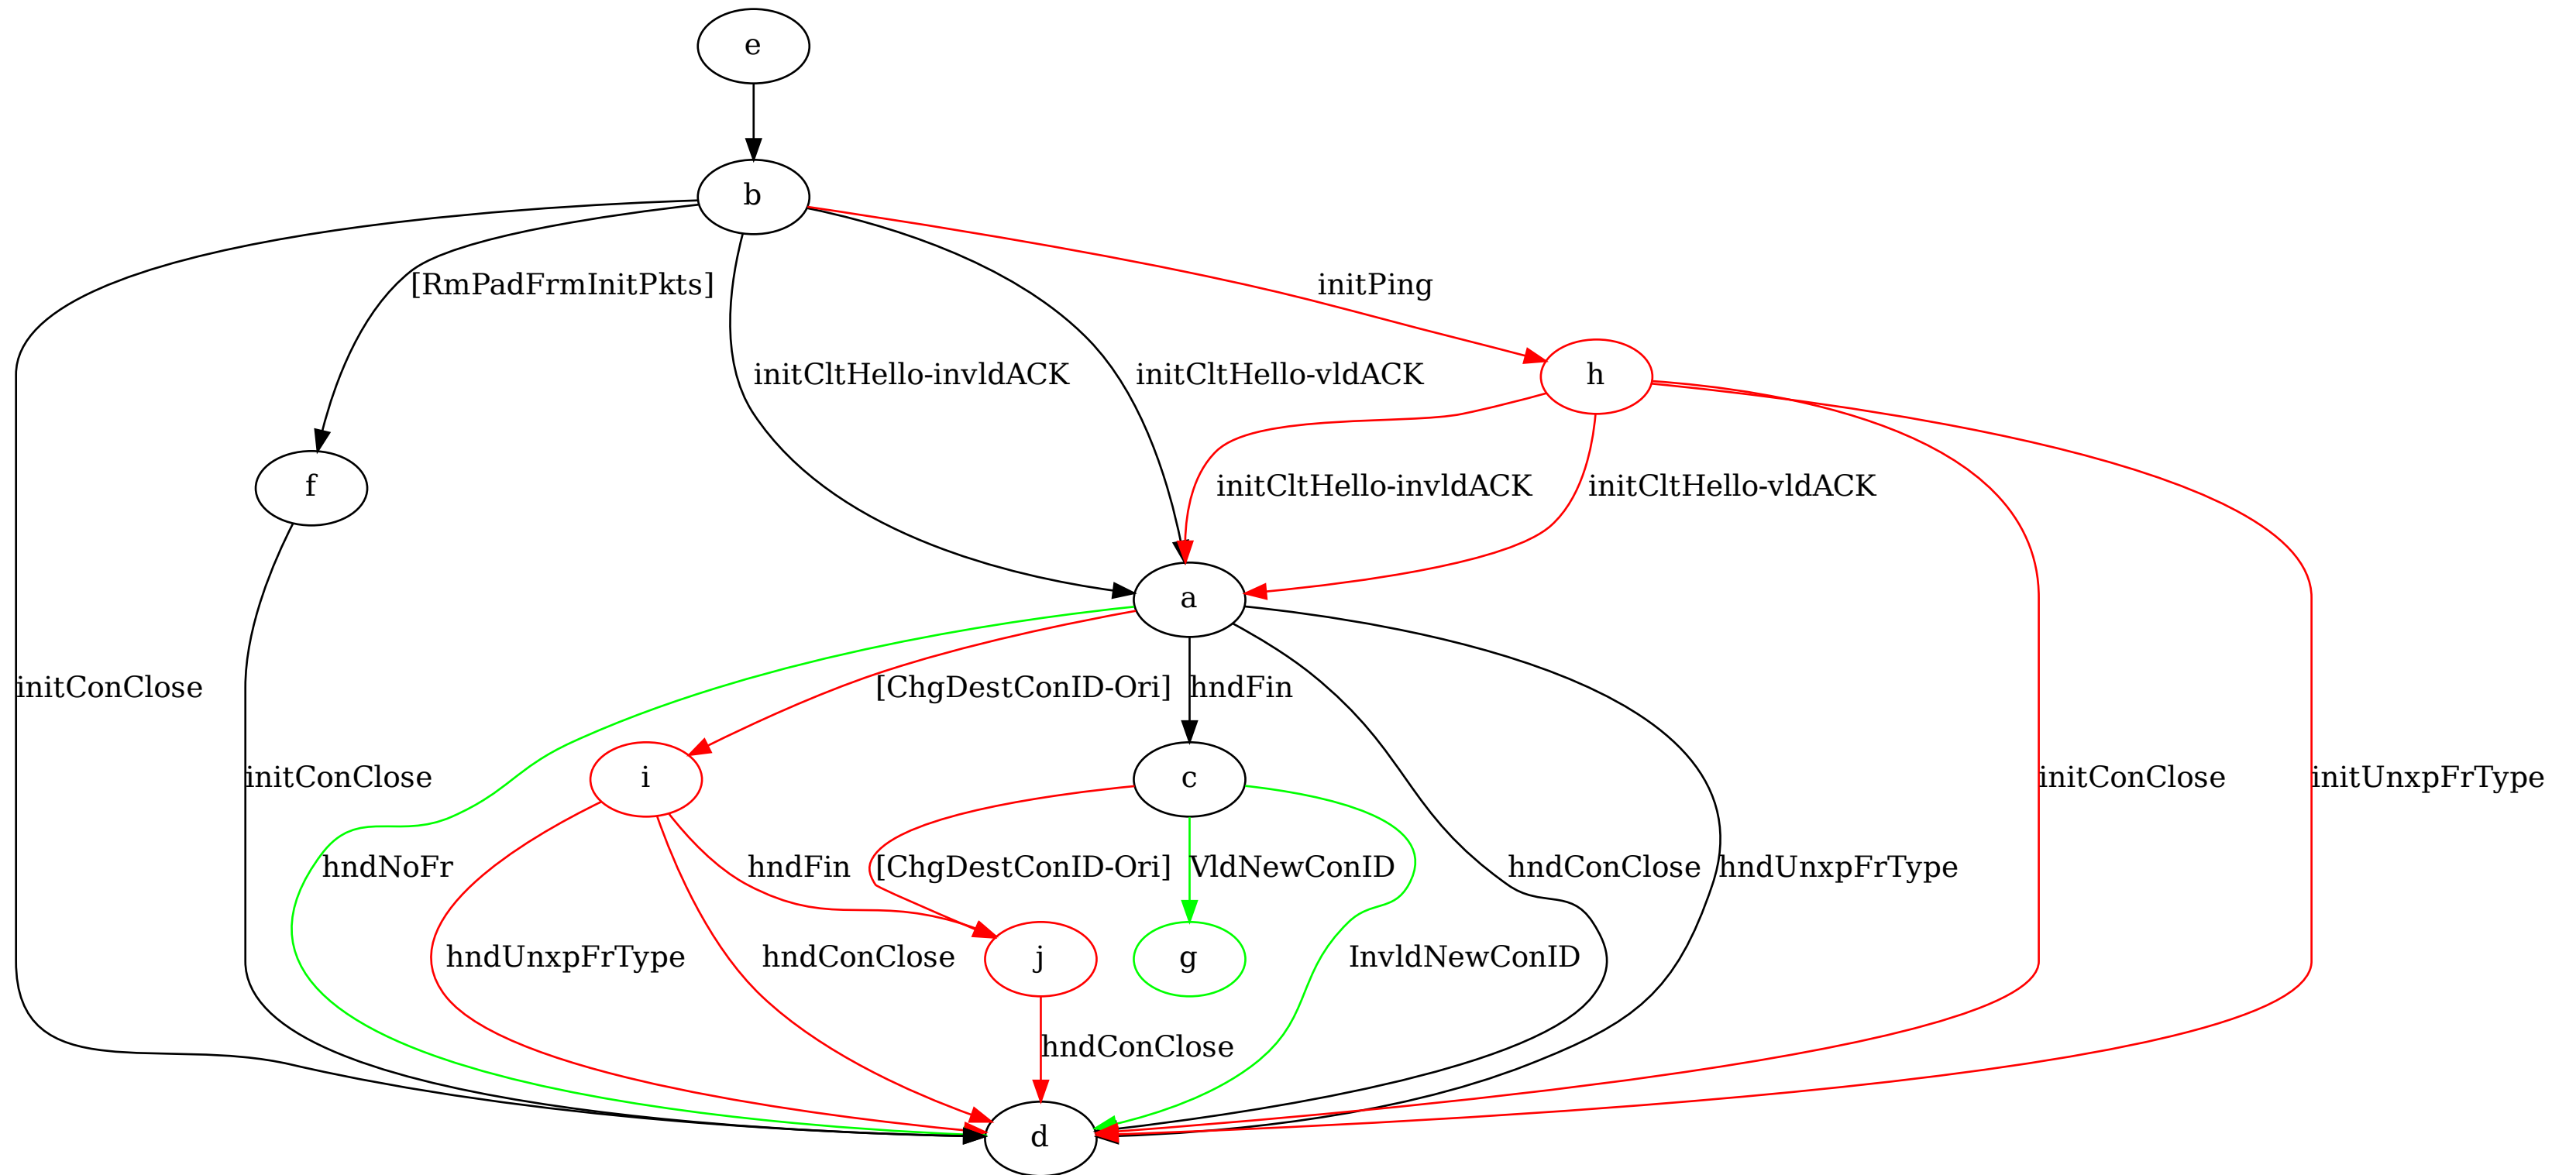 e
b
[RmPadFrmInitPkts]
initPing
initCltHello-invldACK
initCltHello-vldACK
h
f
initCltHello-invldACK
initCltHello-vldACK
a
initConClose
[ChgDestConID-Ori]
hndFin
initConClose
i
c
initConClose
initUnxpFrType
hndNoFr
hndFin
[ChgDestConID-Ori]
VldNewConID
hndConClose
hndUnxpFrType
hndUnxpFrType
hndConClose
j
g
InvldNewConID
hndConClose
d